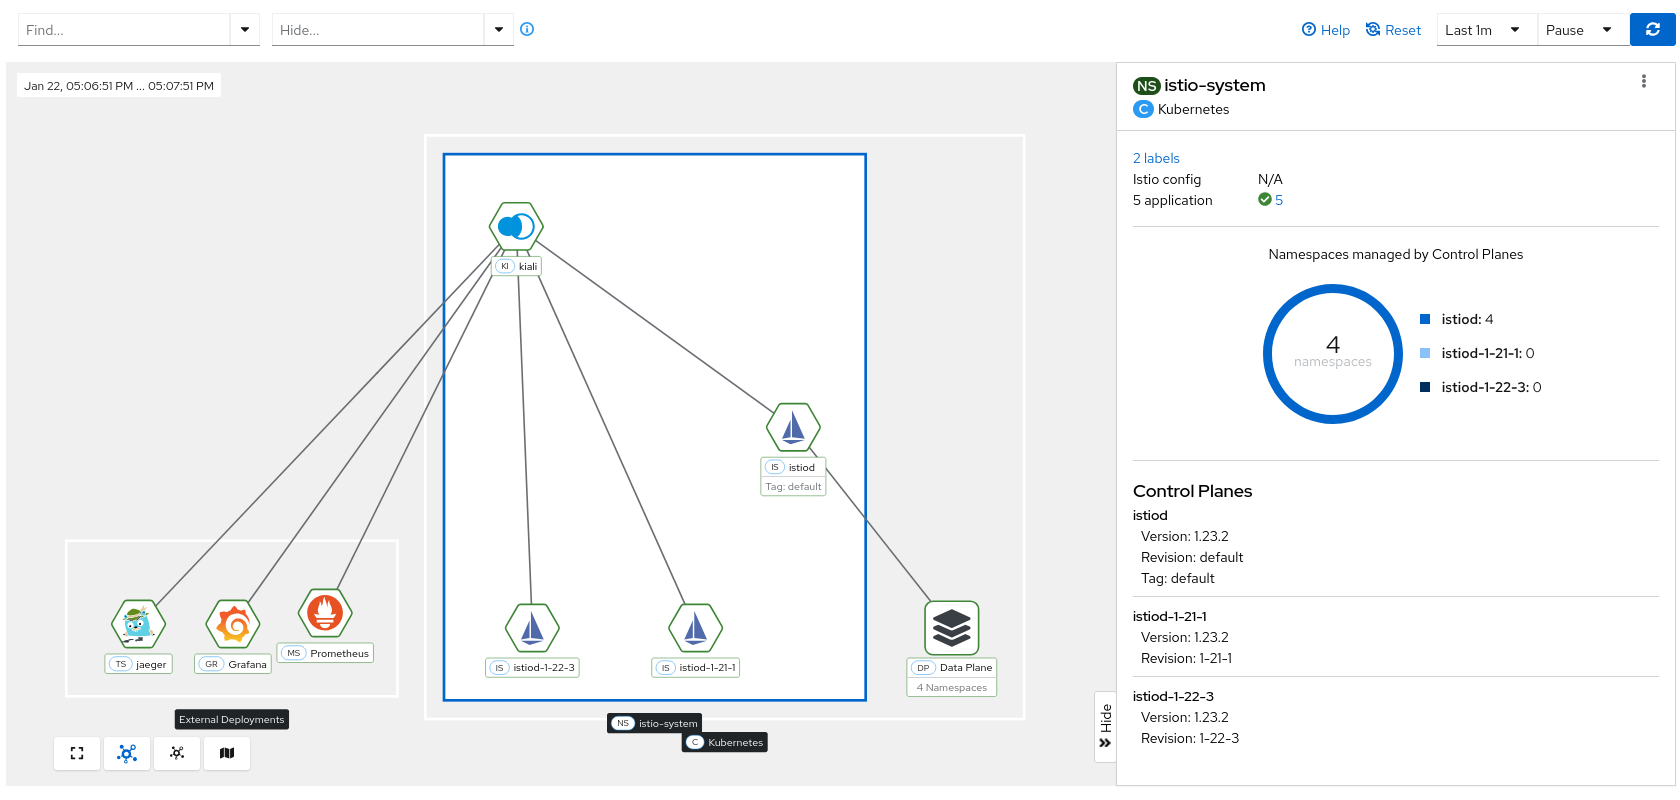 Find...
Hide...
Help
Reset
Last 1m
Pause
Jan 22, 05:06:51 PM ... 05:07:51 PM
KI kiali
IS istiod
Tag: default
TS jaeger
GR Grafana
MS Prometheus
IS istiod-1-22-3
IS istiod-1-21-1
DP Data Plane
4 Namespaces
External Deployments
NS istio-system
C Kubernetes
Hide
NS istio-system
C Kubernetes
2 labels
Istio config N/A
5 application 5
Namespaces managed by Control Planes
4
namespaces
istiod: 4
istiod-1-21-1: 0
istiod-1-22-3: 0
Control Planes
istiod
Version: 1.23.2
Revision: default
Tag: default
istiod-1-21-1
Version: 1.23.2
Revision: 1-21-1
istiod-1-22-3
Version: 1.23.2
Revision: 1-22-3